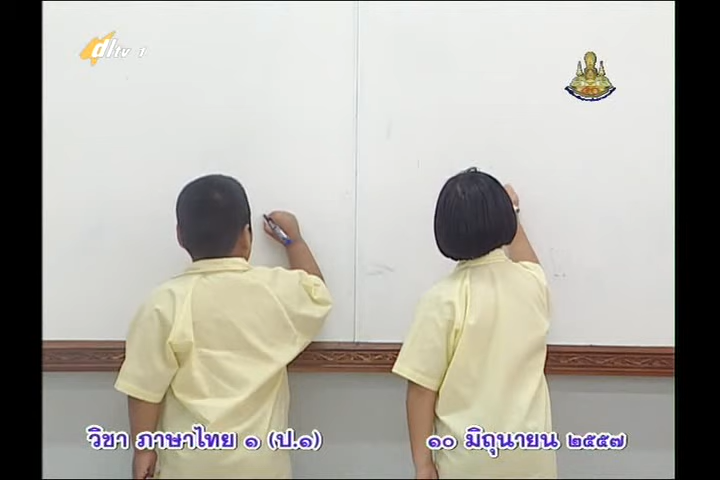 dltv 1
วิชา ภาษาไทย ๑ (ป.๑)
๑๐ มิถุนายน ๒๕๕๗